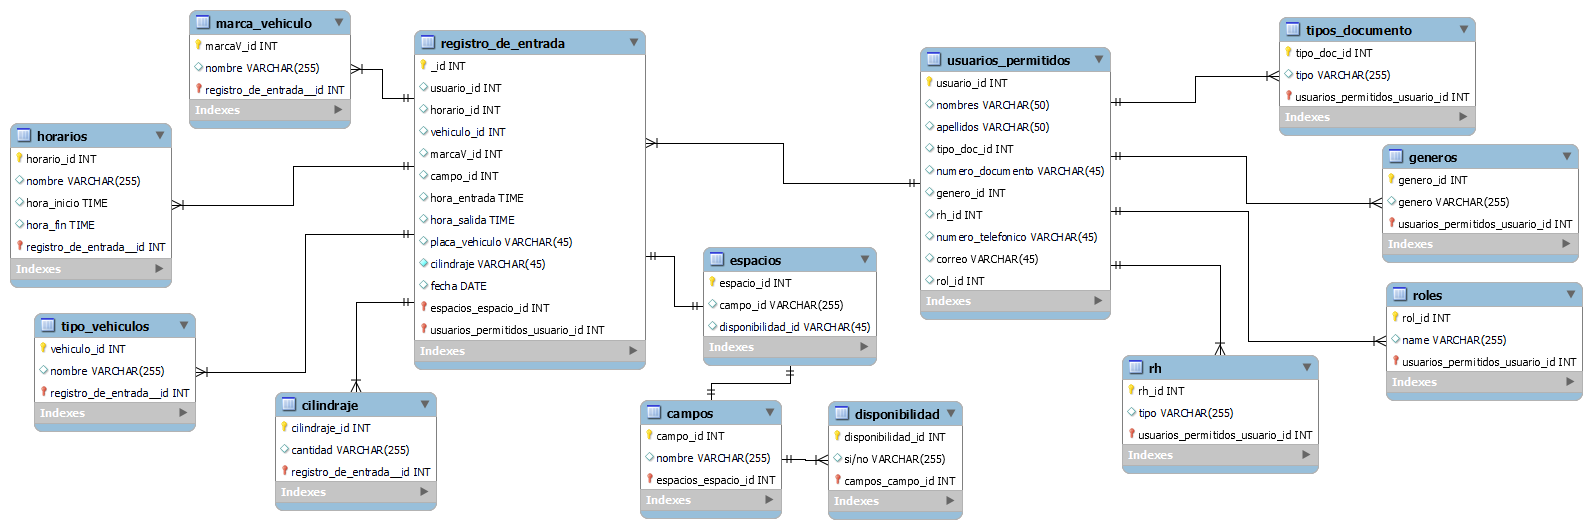 marca_vehiculo
marcaV_id INT
nombre VARCHAR(255)
registro_de_entrada__id INT
Indexes
horarios
horario_id INT
nombre VARCHAR(255)
hora_inicio TIME
hora_fin TIME
registro_de_entrada__id INT
Indexes
tipo_vehiculos
vehiculo_id INT
nombre VARCHAR(255)
registro_de_entrada__id INT
Indexes
cilindraje
cilindraje_id INT
cantidad VARCHAR(255)
registro_de_entrada__id INT
Indexes
registro_de_entrada
_id INT
usuario_id INT
horario_id INT
vehiculo_id INT
marcaV_id INT
campo_id INT
hora_entrada TIME
hora_salida TIME
placa_vehiculo VARCHAR(45)
cilindraje VARCHAR(45)
fecha DATE
espacios_espacio_id INT
usuarios_permitidos_usuario_id INT
Indexes
espacios
espacio_id INT
campo_id VARCHAR(255)
disponibilidad_id VARCHAR(45)
Indexes
campos
campo_id INT
nombre VARCHAR(255)
espacios_espacio_id INT
Indexes
disponibilidad
disponibilidad_id INT
si/no VARCHAR(255)
campos_campo_id INT
Indexes
usuarios_permitidos
usuario_id INT
nombres VARCHAR(50)
apellidos VARCHAR(50)
tipo_doc_id INT
numero_documento VARCHAR(45)
genero_id INT
rh_id INT
numero_telefonico VARCHAR(45)
correo VARCHAR(45)
rol_id INT
Indexes
tipos_documento
tipo_doc_id INT
tipo VARCHAR(255)
usuarios_permitidos_usuario_id INT
Indexes
generos
genero_id INT
genero VARCHAR(255)
usuarios_permitidos_usuario_id INT
Indexes
roles
rol_id INT
name VARCHAR(255)
usuarios_permitidos_usuario_id INT
Indexes
rh
rh_id INT
tipo VARCHAR(255)
usuarios_permitidos_usuario_id INT
Indexes